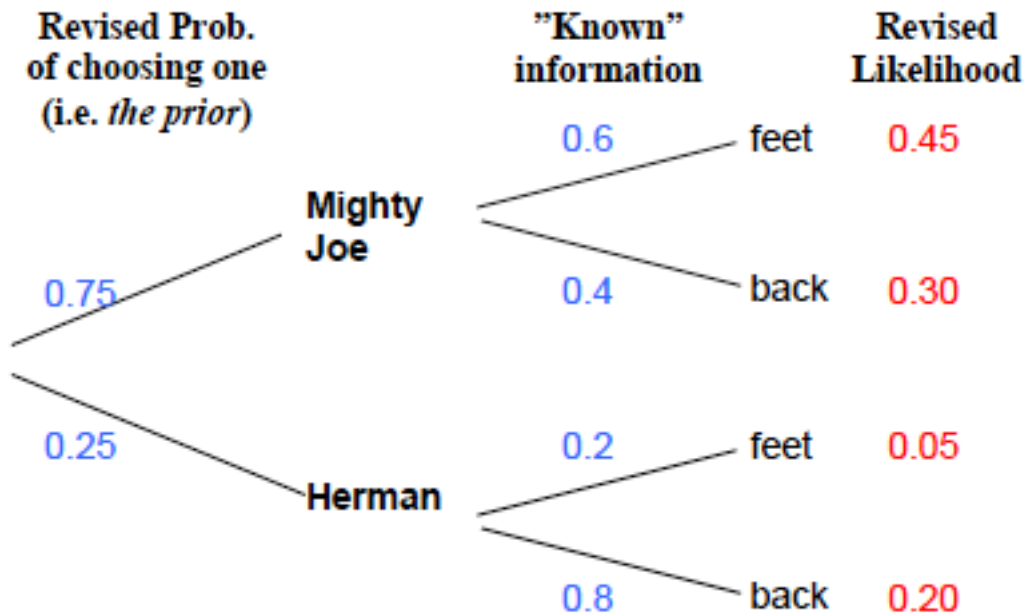 Revised Prob.
of choosing one
(i.e. the prior)
”Known”
information
Revised
Likelihood
0.6
feet
0.45
Mighty
Joe
0.75
0.4
back
0.30
0.25
0.2
feet
0.05
Herman
0.8
back
0.20